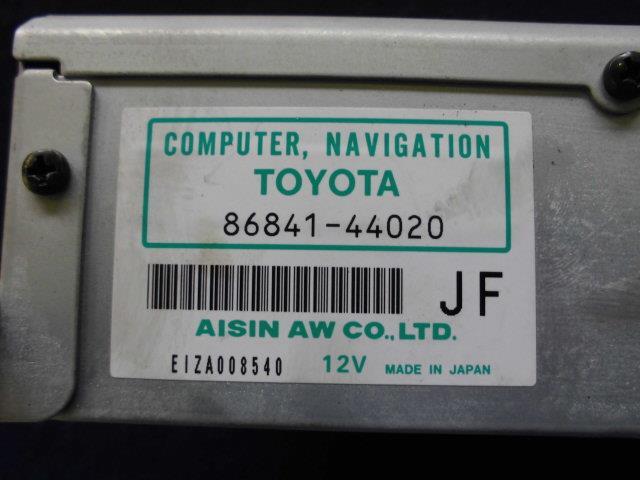 COMPUTER, NAVIGATION
TOYOTA
86841-44020
JF
AISIN AW CO., LTD.
EIZA008540 12V MADE IN JAPAN